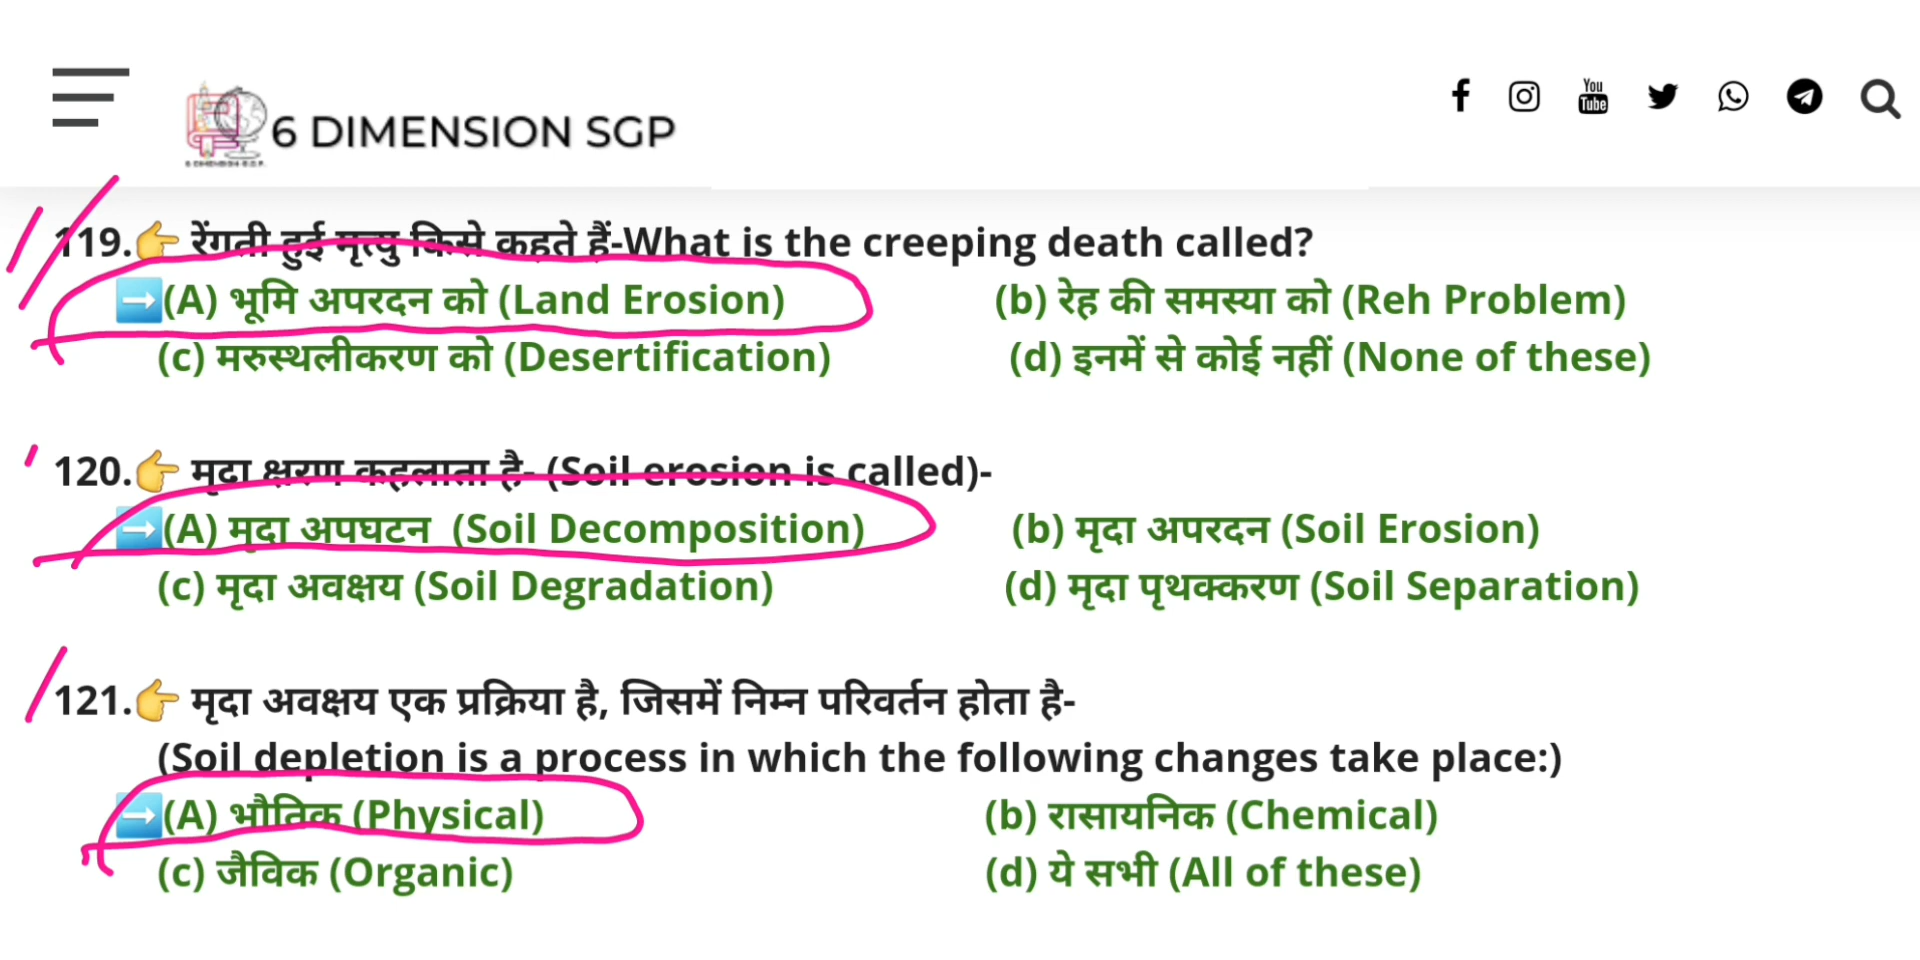 6 DIMENSION SGP
You
Tube
6 DIMENSION S.G.P.
119.👉 रेंगती हुई मृत्यु किसे कहते हैं-What is the creeping death called?
➡️(A) भूमि अपरदन को (Land Erosion) (b) रेह की समस्या को (Reh Problem)
(c) मरुस्थलीकरण को (Desertification) (d) इनमें से कोई नहीं (None of these)
120.👉 मृदा क्षरण कहलाता है- (Soil erosion is called)-
➡️(A) मृदा अपघटन (Soil Decomposition) (b) मृदा अपरदन (Soil Erosion)
(c) मृदा अवक्षय (Soil Degradation) (d) मृदा पृथक्करण (Soil Separation)
121.👉 मृदा अवक्षय एक प्रक्रिया है, जिसमें निम्न परिवर्तन होता है-
(Soil depletion is a process in which the following changes take place:)
➡️(A) भौतिक (Physical) (b) रासायनिक (Chemical)
(c) जैविक (Organic) (d) ये सभी (All of these)